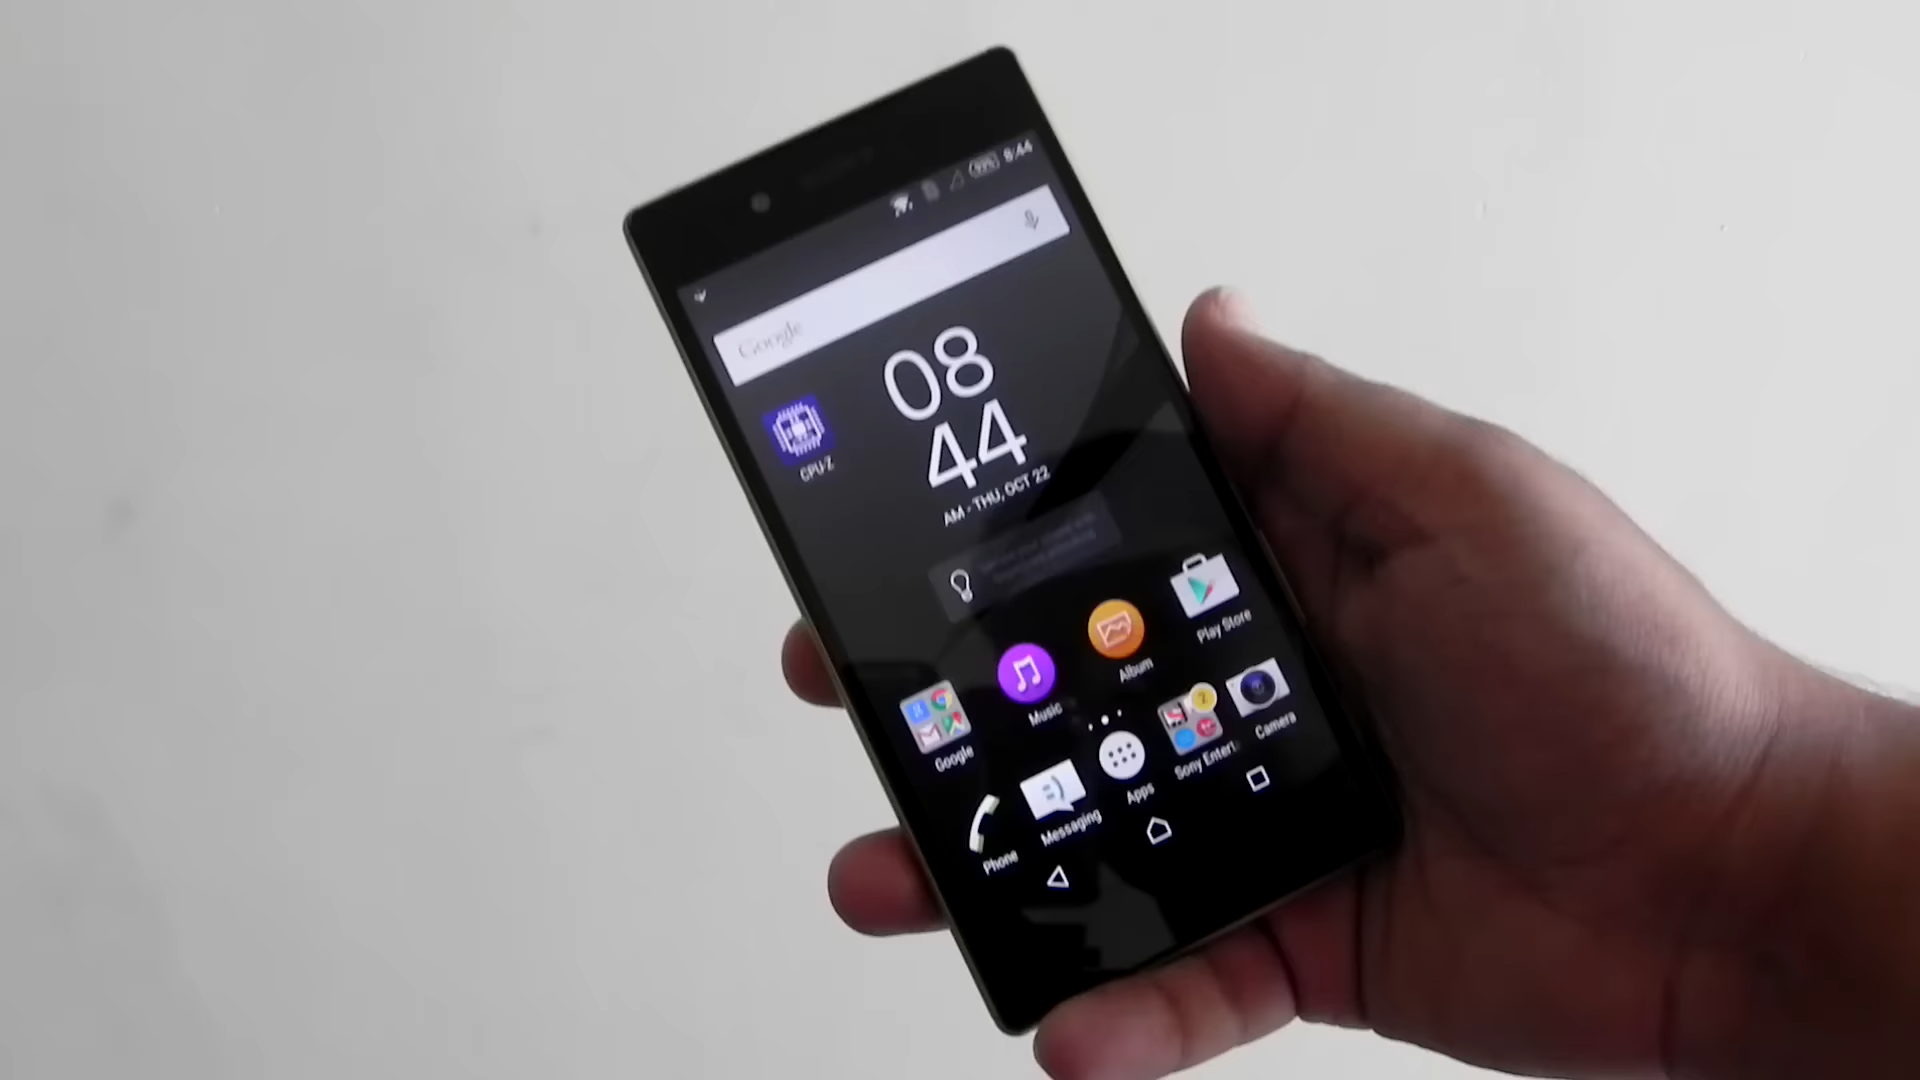 8:44
Google
08
44
AM - THU, OCT 22
CPU-Z
Play Store
Album
Music
Google
Camera
Sony Entert
Apps
Messaging
Phone